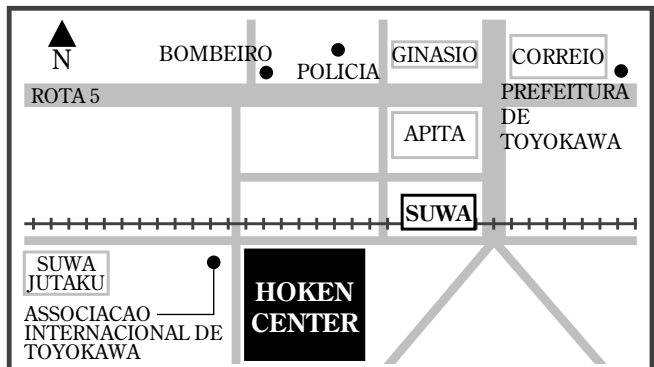 N
BOMBEIRO
POLICIA
GINASIO
CORREIO
ROTA 5
PREFEITURA
DE
TOYOKAWA
APITA
SUWA
SUWA
JUTAKU
ASSOCIACAO
INTERNACIONAL DE
TOYOKAWA
HOKEN
CENTER